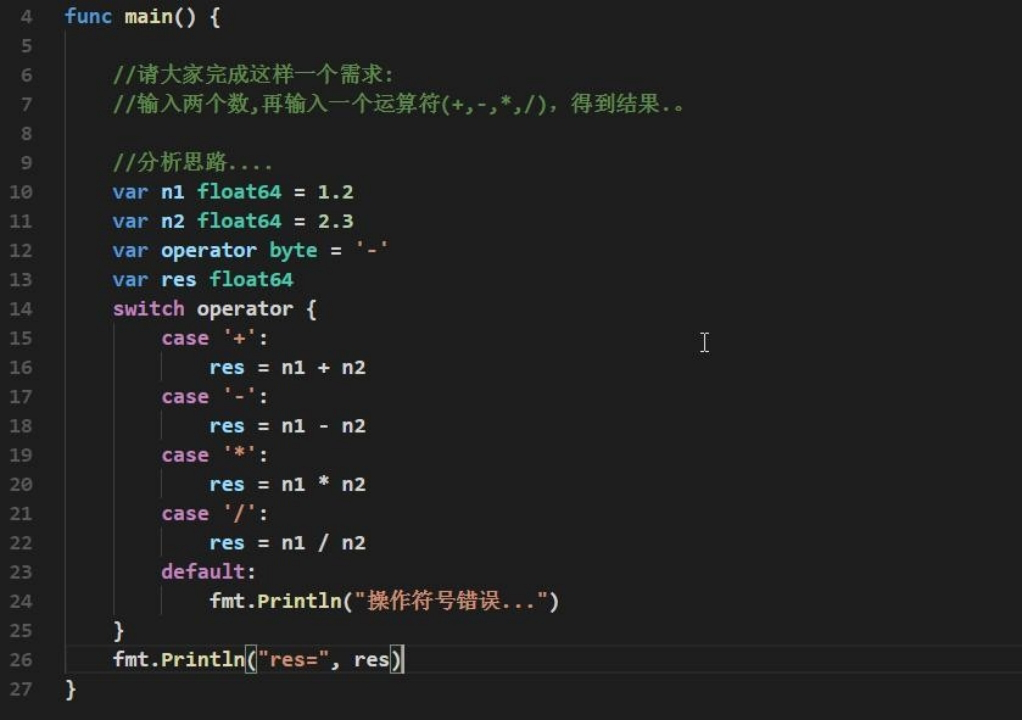 4 func main() {
5
6 //请大家完成这样一个需求:
7 //输入两个数,再输入一个运算符(+,-,*,/)，得到结果.。
8
9 //分析思路....
10 var n1 float64 = 1.2
11 var n2 float64 = 2.3
12 var operator byte = '-'
13 var res float64
14 switch operator {
15 case '+':
16 res = n1 + n2
17 case '-':
18 res = n1 - n2
19 case '*':
20 res = n1 * n2
21 case '/':
22 res = n1 / n2
23 default:
24 fmt.Println("操作符号错误...")
25 }
26 fmt.Println("res=", res)
27 }